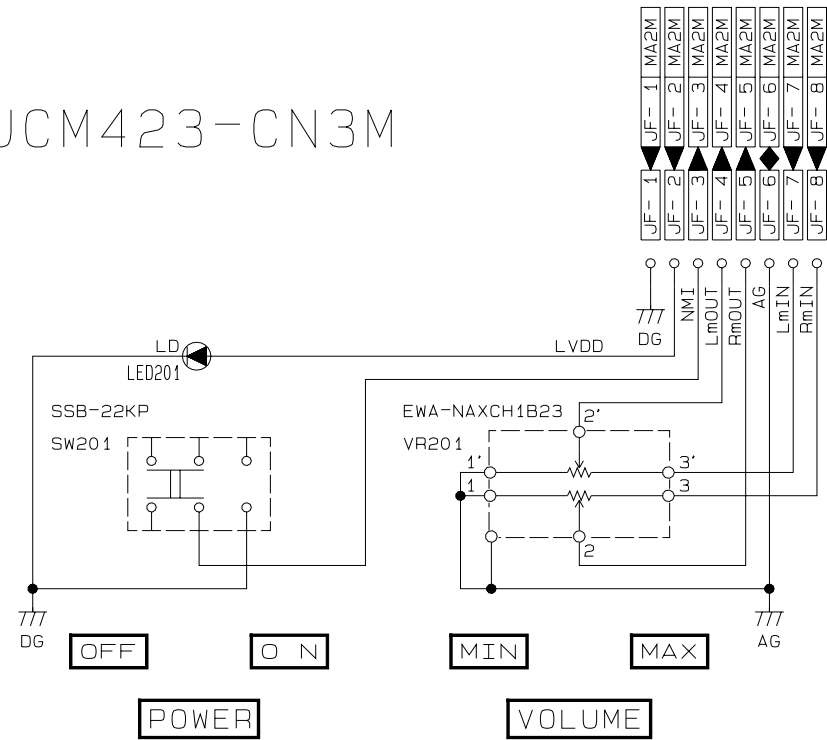 MA2M MA2M MA2M MA2M MA2M MA2M MA2M MA2M
JF- 1 JF- 2 JF- 3 JF- 4 JF- 5 JF- 6 JF- 7 JF- 8
JCM423-CN3M
JF- 1 JF- 2 JF- 3 JF- 4 JF- 5 JF- 6 JF- 7 JF- 8
DG
NMI
LmOUT
RmOUT
AG
LmIN
RmIN
LD
LED201
LVDD
SSB-22KP
SW201
EWA-NAXCH1B23
VR201
2'
1'
3'
1
3
2
DG
AG
OFF
O N
MIN
MAX
POWER
VOLUME